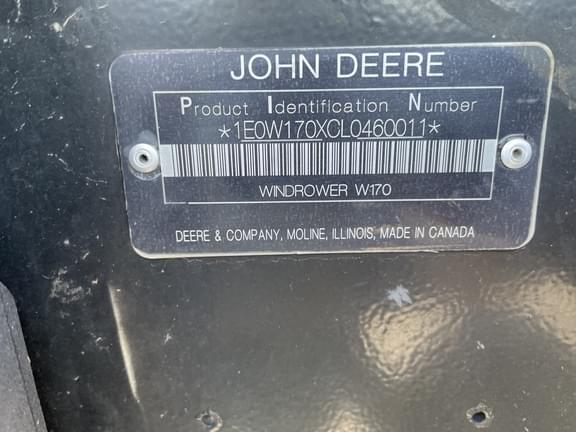 JOHN DEERE
Product Identification Number
*1E0W170XCL0460011*
WINDROWER W170
DEERE & COMPANY, MOLINE, ILLINOIS, MADE IN CANADA